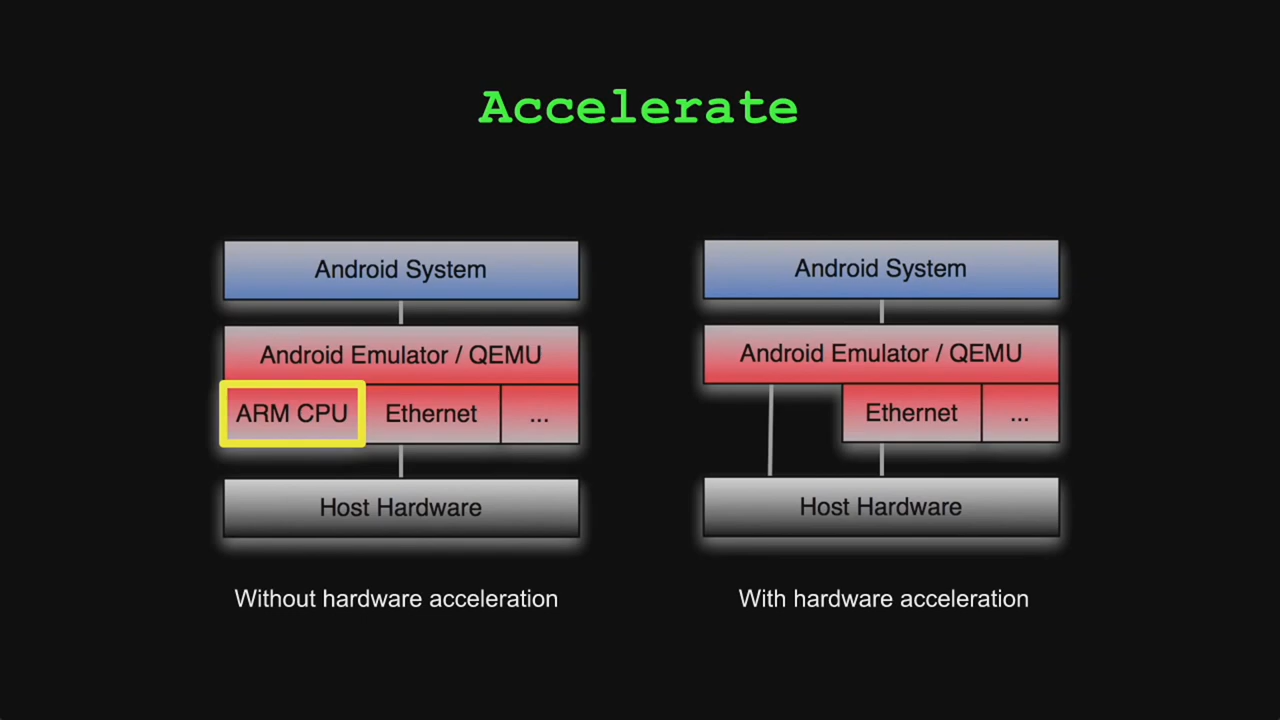 Accelerate
Android System
Android Emulator / QEMU
ARM CPU
Ethernet
...
Host Hardware
Without hardware acceleration
Android System
Android Emulator / QEMU
Ethernet
...
Host Hardware
With hardware acceleration